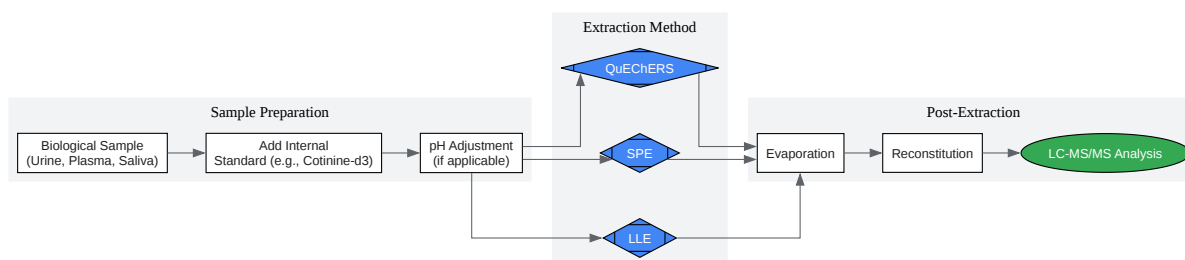 Extraction Method
QuEChERS
Sample Preparation
Post-Extraction
Biological Sample
(Urine, Plasma, Saliva)
Add Internal
Standard (e.g., Cotinine-d3)
pH Adjustment
(if applicable)
SPE
Evaporation
Reconstitution
LC-MS/MS Analysis
LLE